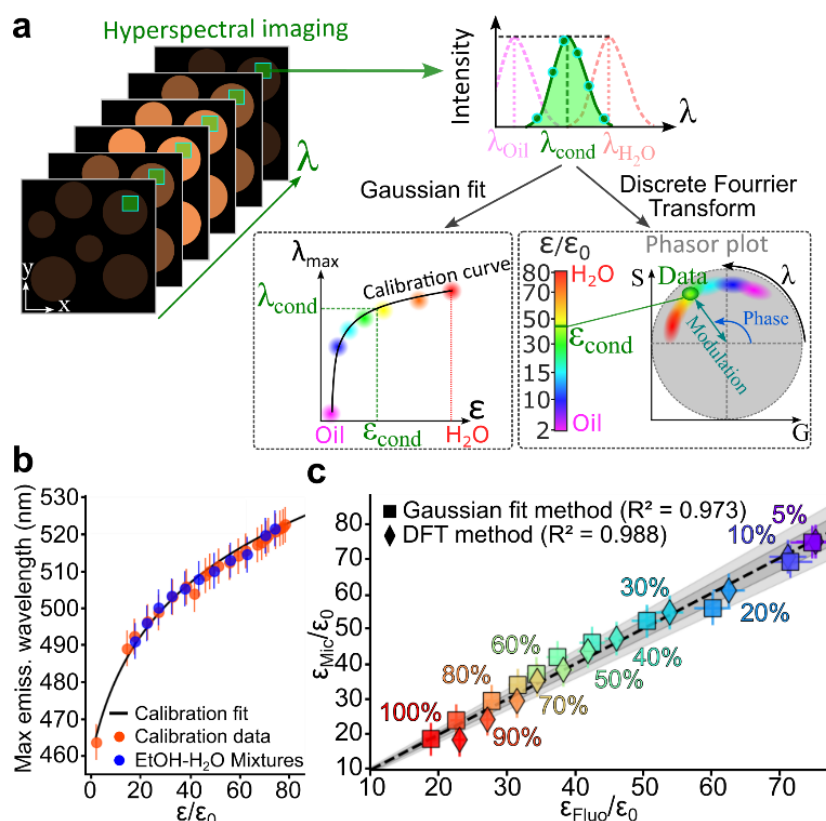 a
Hyperspectral imaging
λ
y
x
Intensity
λ
λOil
λcond
λH₂O
Gaussian fit
Discrete Fourier
Transform
λmax
λcond
Calibration curve
ε
Oil
εcond
H₂O
ε/ε₀
80
70
60
50
40
30
20
15
10
2
H₂O
εcond
Oil
Phasor plot
S
Data
λ
Phase
Modulation
G
b
Max emiss. wavelength (nm)
530
520
510
500
490
480
470
460
0
20
40
60
80
ε/ε₀
Calibration fit
Calibration data
EtOH-H₂O Mixtures
c
Gaussian fit method (R² = 0.973)
DFT method (R² = 0.988)
εMic/ε₀
80
70
60
50
40
30
20
10
10
20
30
40
50
60
70
εFluo/ε₀
5%
10%
20%
30%
40%
50%
60%
70%
80%
90%
100%